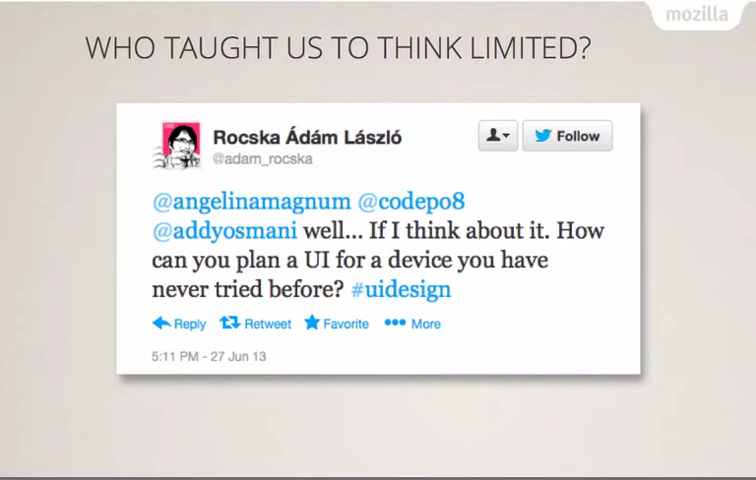 mozilla
WHO TAUGHT US TO THINK LIMITED?
Rocska Ádám László
@adam_rocska
Follow
@angelinamagnum @codepo8
@addyosmani well... If I think about it. How
can you plan a UI for a device you have
never tried before? #uidesign
Reply Retweet Favorite More
5:11 PM - 27 Jun 13